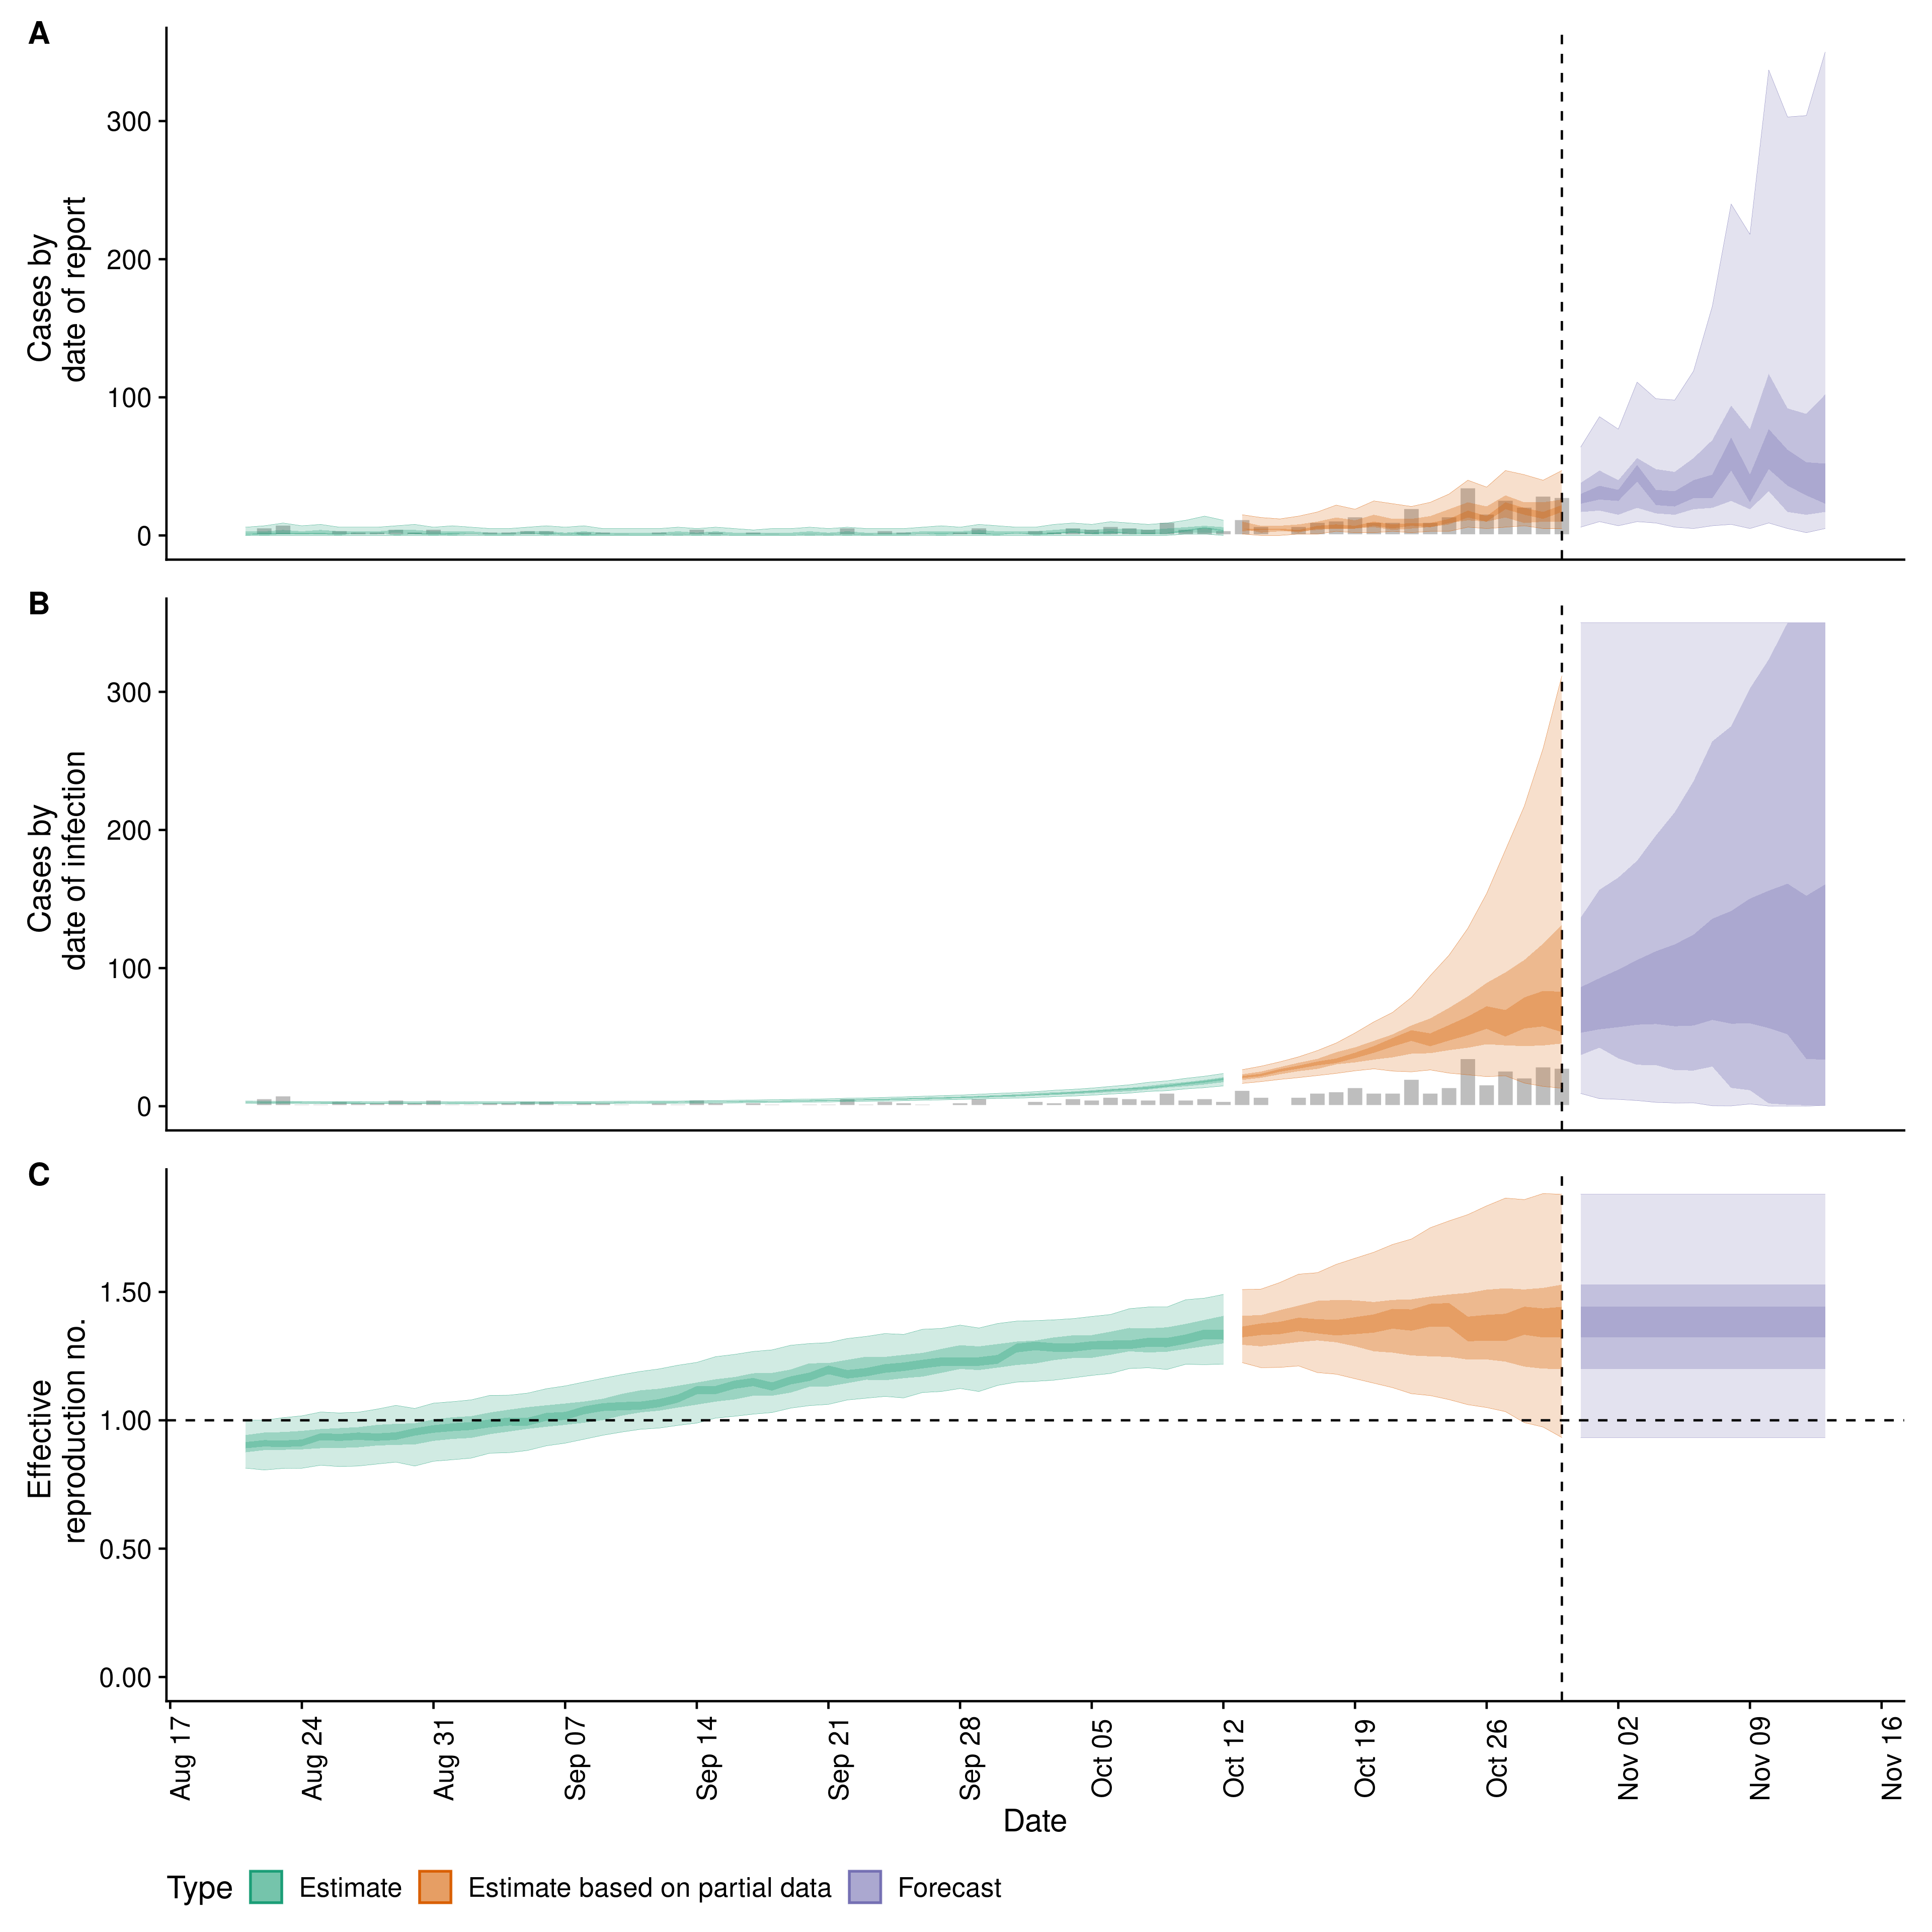 A
Cases by
date of report
300
200
100
0
B
Cases by
date of infection
300
200
100
0
C
Effective
reproduction no.
1.50
1.00
0.50
0.00
Aug 17
Aug 24
Aug 31
Sep 07
Sep 14
Sep 21
Sep 28
Oct 05
Oct 12
Oct 19
Oct 26
Nov 02
Nov 09
Nov 16
Date
Type Estimate Estimate based on partial data Forecast